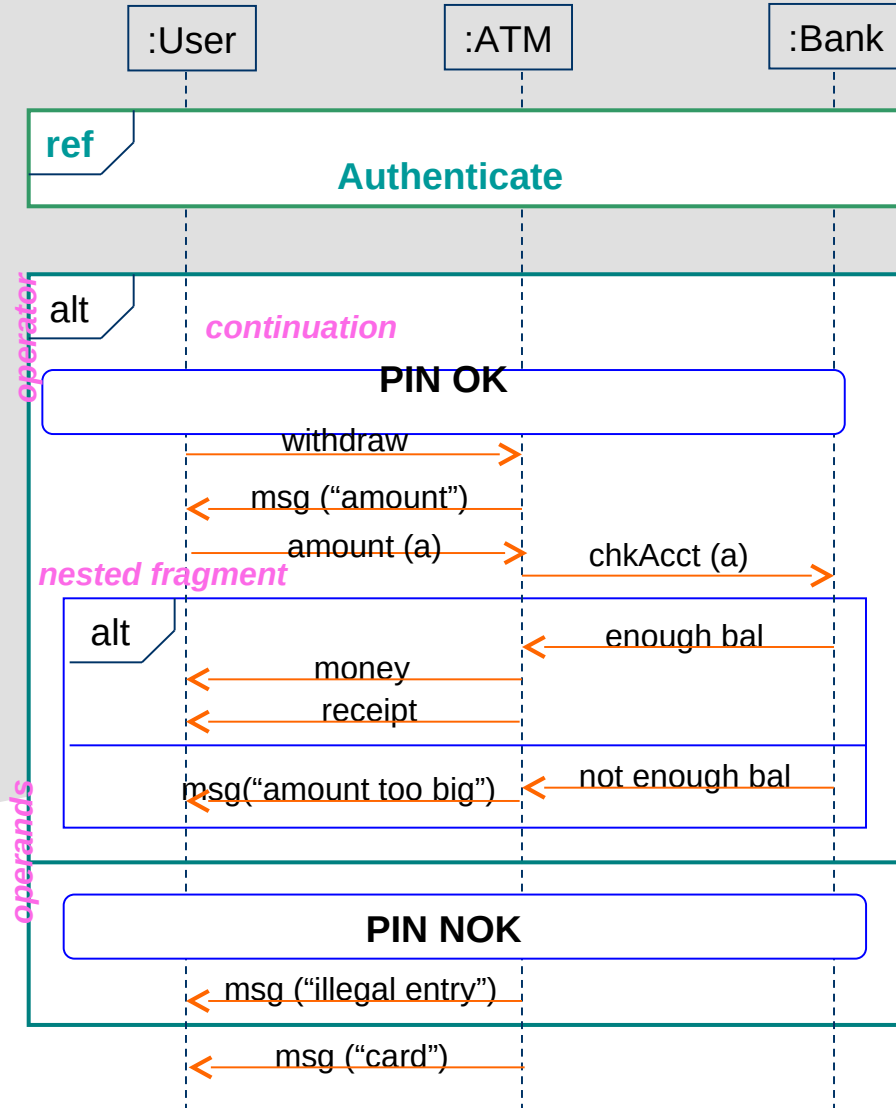 :User
:ATM
:Bank
ref
Authenticate
operator
alt
continuation
PIN OK
withdraw
msg (“amount”)
amount (a)
chkAcct (a)
nested fragment
alt
enough bal
money
receipt
not enough bal
msg(“amount too big”)
operands
PIN NOK
msg (“illegal entry”)
msg (“card”)